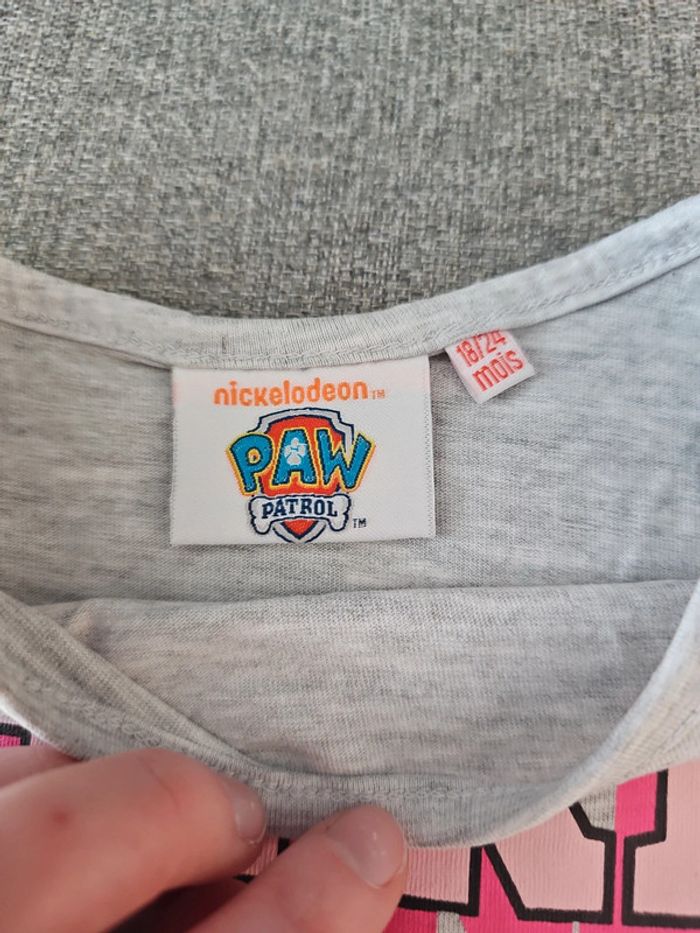 nickelodeon™
PAW
PATROL
™
18/24
mois